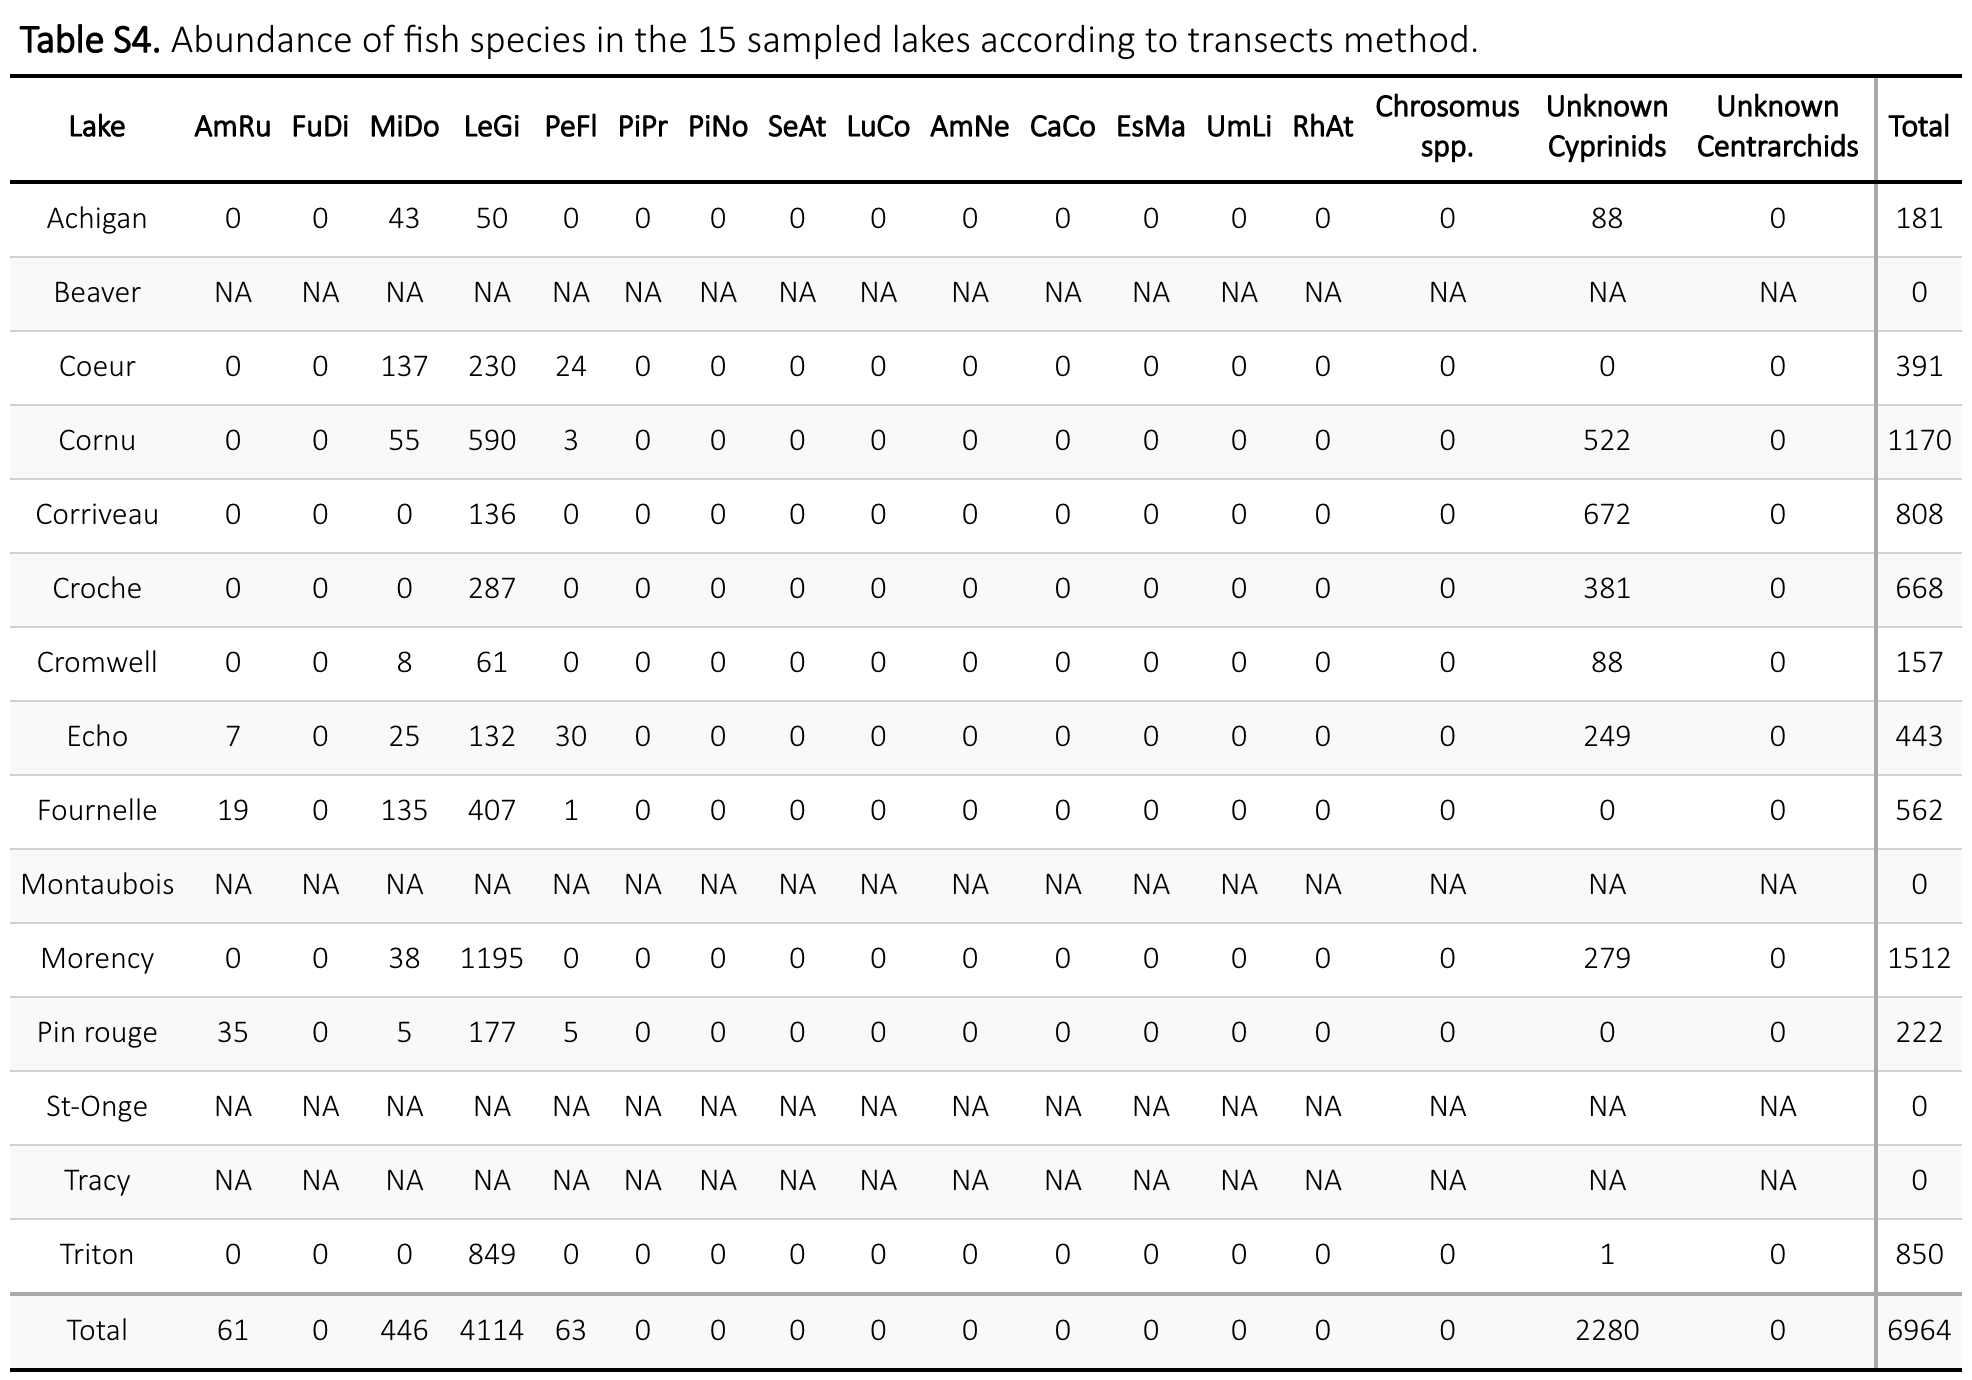 Table S4. Abundance of fish species in the 15 sampled lakes according to transects method.
Lake AmRu FuDi MiDo LeGi PeFl PiPr PiNo SeAt LuCo AmNe CaCo EsMa UmLi RhAt Chrosomus spp. Unknown Cyprinids Unknown Centrarchids Total
Achigan 0 0 43 50 0 0 0 0 0 0 0 0 0 0 0 88 0 181
Beaver NA NA NA NA NA NA NA NA NA NA NA NA NA NA NA NA NA 0
Coeur 0 0 137 230 24 0 0 0 0 0 0 0 0 0 0 0 0 391
Cornu 0 0 55 590 3 0 0 0 0 0 0 0 0 0 0 522 0 1170
Corriveau 0 0 0 136 0 0 0 0 0 0 0 0 0 0 0 672 0 808
Croche 0 0 0 287 0 0 0 0 0 0 0 0 0 0 0 381 0 668
Cromwell 0 0 8 61 0 0 0 0 0 0 0 0 0 0 0 88 0 157
Echo 7 0 25 132 30 0 0 0 0 0 0 0 0 0 0 249 0 443
Fournelle 19 0 135 407 1 0 0 0 0 0 0 0 0 0 0 0 0 562
Montaubois NA NA NA NA NA NA NA NA NA NA NA NA NA NA NA NA NA 0
Morency 0 0 38 1195 0 0 0 0 0 0 0 0 0 0 0 279 0 1512
Pin rouge 35 0 5 177 5 0 0 0 0 0 0 0 0 0 0 0 0 222
St-Onge NA NA NA NA NA NA NA NA NA NA NA NA NA NA NA NA NA 0
Tracy NA NA NA NA NA NA NA NA NA NA NA NA NA NA NA NA NA 0
Triton 0 0 0 849 0 0 0 0 0 0 0 0 0 0 0 1 0 850
Total 61 0 446 4114 63 0 0 0 0 0 0 0 0 0 0 2280 0 6964